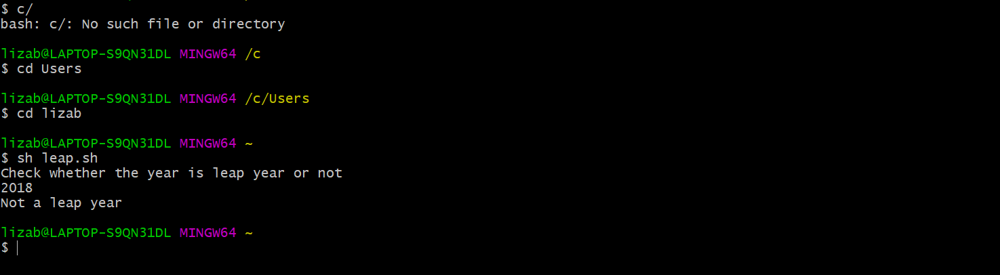 $ c/
bash: c/: No such file or directory
lizab@LAPTOP-S9QN31DL MINGW64 /c
$ cd Users
lizab@LAPTOP-S9QN31DL MINGW64 /c/Users
$ cd lizab
lizab@LAPTOP-S9QN31DL MINGW64 ~
$ sh leap.sh
Check whether the year is leap year or not
2018
Not a leap year
lizab@LAPTOP-S9QN31DL MINGW64 ~
$